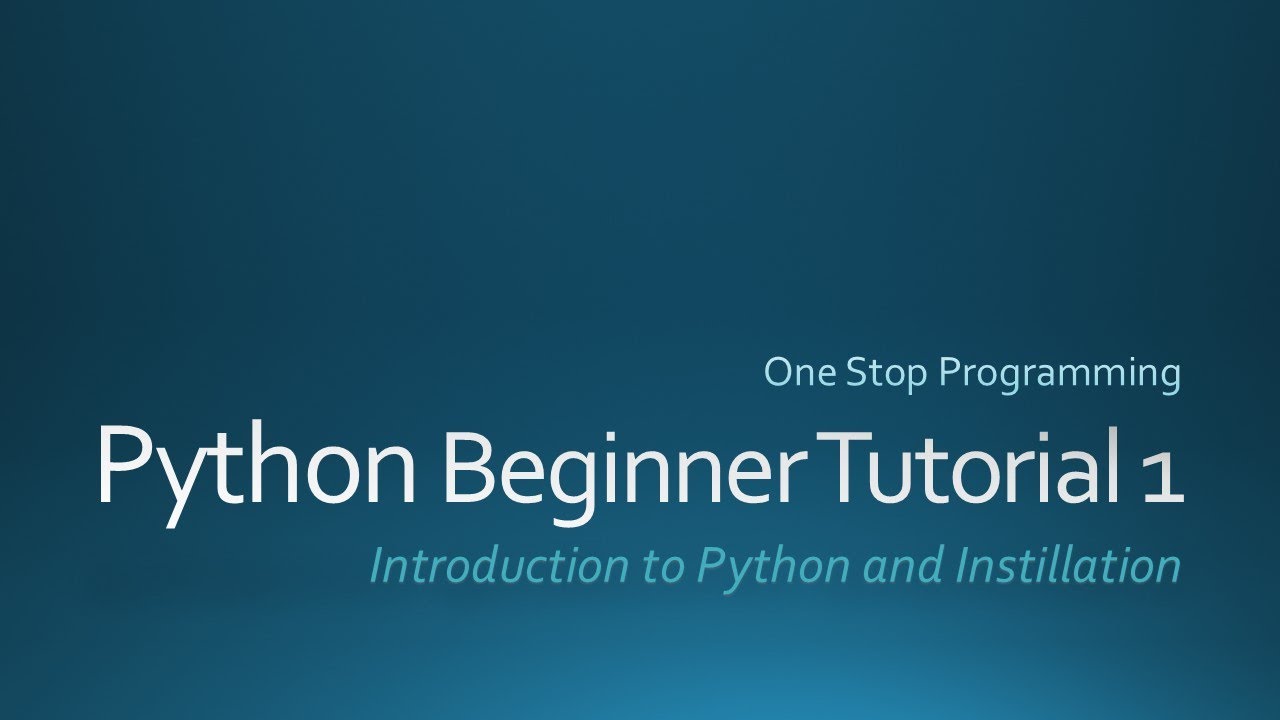 One Stop Programming
Python Beginner Tutorial 1
Introduction to Python and Instillation